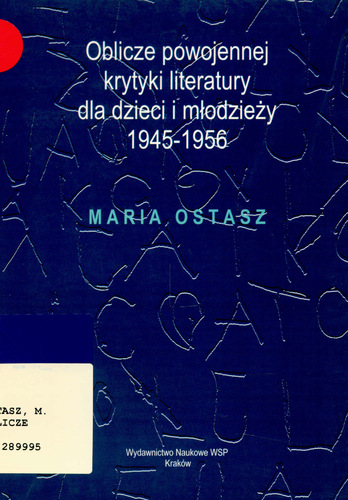 Oblicze powojennej
krytyki literatury
dla dzieci i młodzieży
1945-1956
MARIA OSTASZ
TASZ, M.
LICZE
289995
Wydawnictwo Naukowe WSP
Kraków